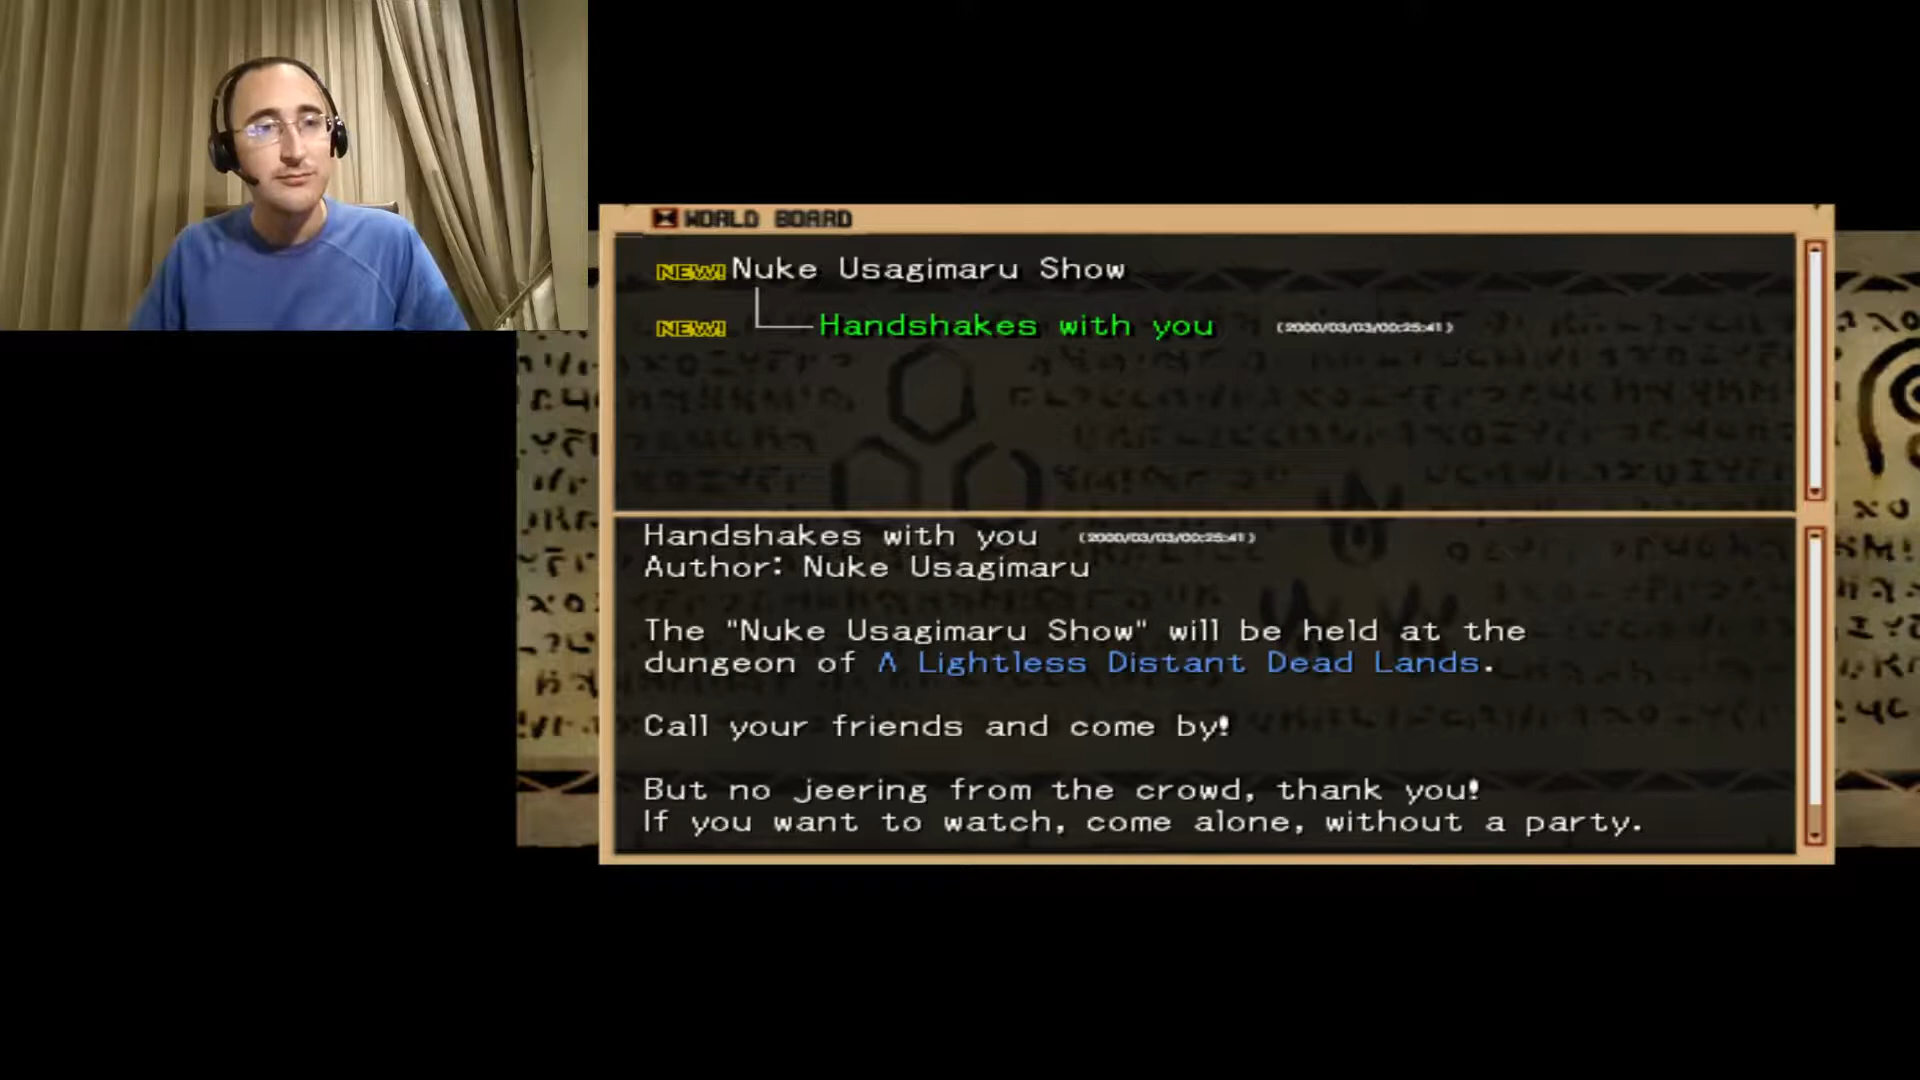 WORLD BOARD
NEW! Nuke Usagimaru Show
NEW! Handshakes with you (2000/03/03/00:25:41)
Handshakes with you (2000/03/03/00:25:41)
Author: Nuke Usagimaru
The "Nuke Usagimaru Show" will be held at the
dungeon of Λ Lightless Distant Dead Lands.
Call your friends and come by!
But no jeering from the crowd, thank you!
If you want to watch, come alone, without a party.